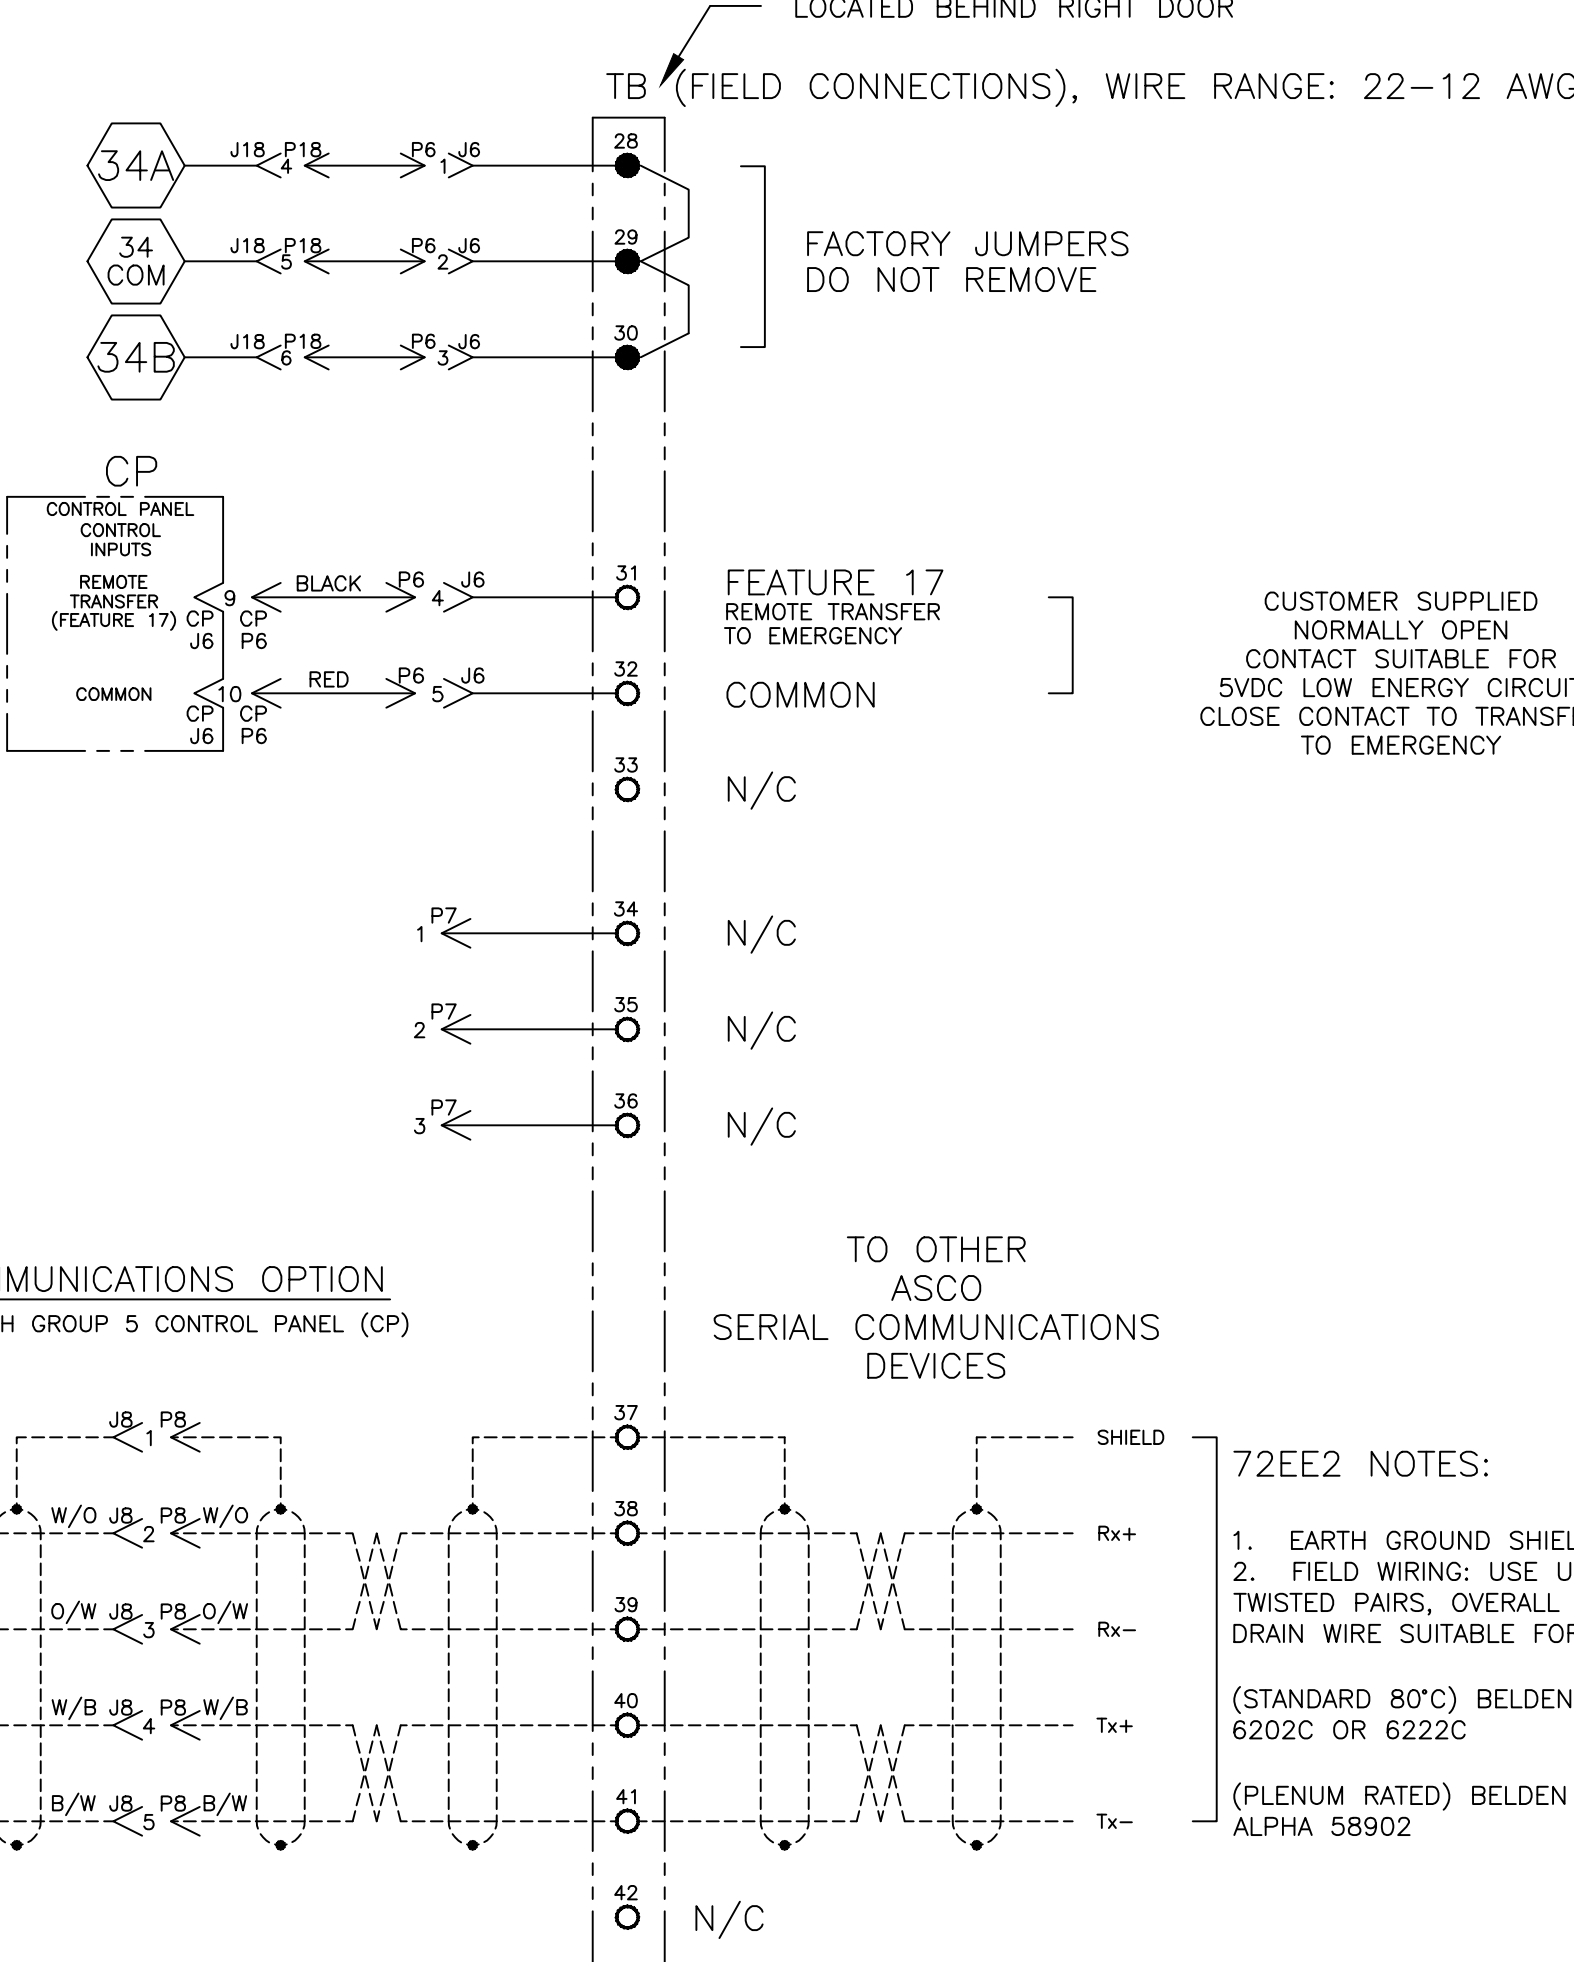 LOCATED BEHIND RIGHT DOOR
TB (FIELD CONNECTIONS), WIRE RANGE: 22-12 AWG
34A J18 4 P18 P6 1 J6 28
34 COM J18 5 P18 P6 2 J6 29
34B J18 6 P18 P6 3 J6 30
FACTORY JUMPERS
DO NOT REMOVE
CP
CONTROL PANEL
CONTROL
INPUTS
REMOTE
TRANSFER
(FEATURE 17)
9 CP CP
J6 P6
BLACK P6 4 J6 31
FEATURE 17
REMOTE TRANSFER
TO EMERGENCY
COMMON 10 CP CP
J6 P6
RED P6 5 J6 32
COMMON
CUSTOMER SUPPLIED
NORMALLY OPEN
CONTACT SUITABLE FOR
5VDC LOW ENERGY CIRCUIT
CLOSE CONTACT TO TRANSFE
TO EMERGENCY
33 N/C
1 P7 34 N/C
2 P7 35 N/C
3 P7 36 N/C
MMUNICATIONS OPTION
H GROUP 5 CONTROL PANEL (CP)
TO OTHER
ASCO
SERIAL COMMUNICATIONS
DEVICES
J8 1 P8 37 SHIELD
W/O J8 2 P8 W/O 38 Rx+
O/W J8 3 P8 O/W 39 Rx-
W/B J8 4 P8 W/B 40 Tx+
B/W J8 5 P8 B/W 41 Tx-
42 N/C
72EE2 NOTES:
1. EARTH GROUND SHIEL
2. FIELD WIRING: USE U
TWISTED PAIRS, OVERALL
DRAIN WIRE SUITABLE FOR
(STANDARD 80°C) BELDEN
6202C OR 6222C
(PLENUM RATED) BELDEN
ALPHA 58902